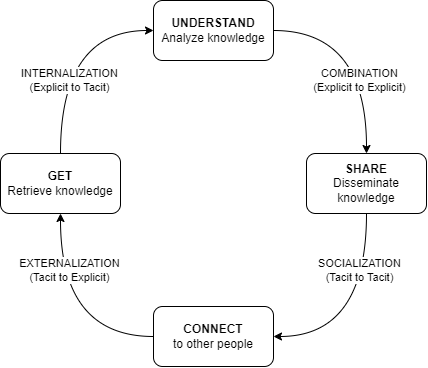 UNDERSTAND
Analyze knowledge
INTERNALIZATION
(Explicit to Tacit)
COMBINATION
(Explicit to Explicit)
GET
Retrieve knowledge
SHARE
Disseminate
knowledge
EXTERNALIZATION
(Tacit to Explicit)
SOCIALIZATION
(Tacit to Tacit)
CONNECT
to other people